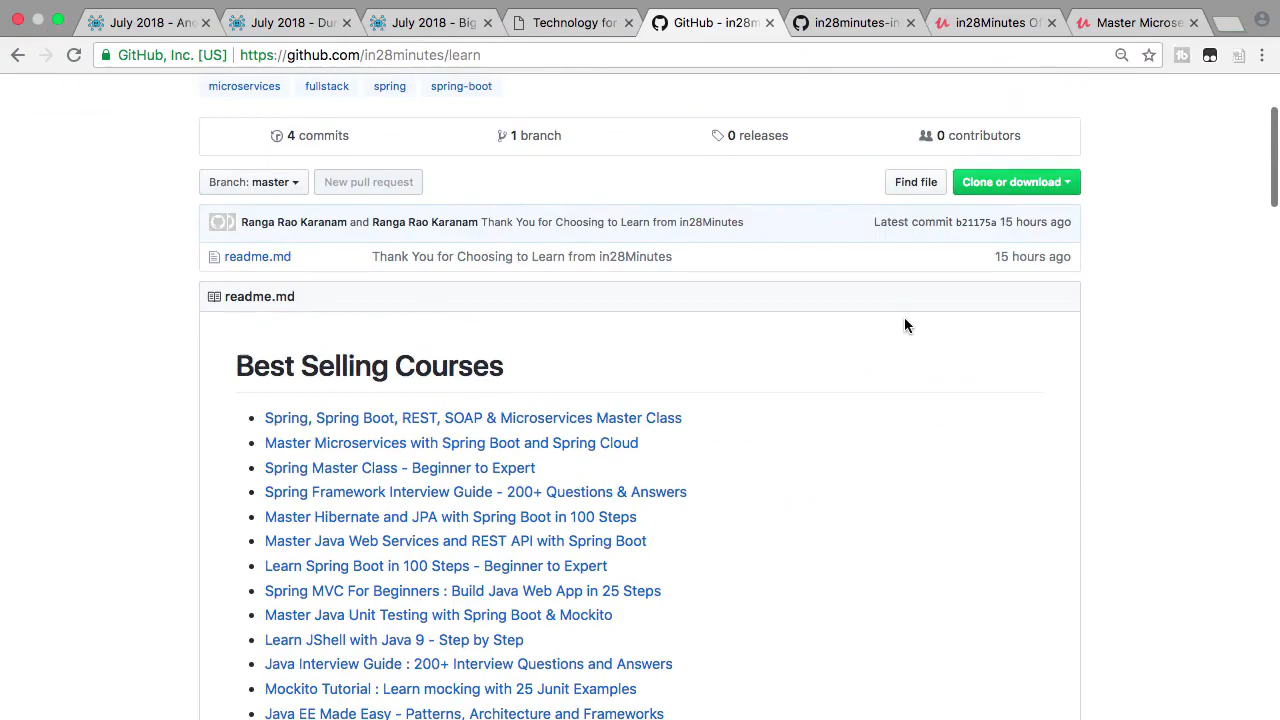 July 2018 - An
July 2018 - Dur
July 2018 - Big
Technology for
GitHub - in28m
in28minutes-in
in28Minutes Of
Master Microse
GitHub, Inc. [US]
https://github.com/in28minutes/learn
microservices
fullstack
spring
spring-boot
4 commits
1 branch
0 releases
0 contributors
Branch: master
New pull request
Find file
Clone or download
Ranga Rao Karanam and Ranga Rao Karanam Thank You for Choosing to Learn from in28Minutes
Latest commit b21175a 15 hours ago
readme.md
Thank You for Choosing to Learn from in28Minutes
15 hours ago
readme.md
Best Selling Courses
Spring, Spring Boot, REST, SOAP & Microservices Master Class
Master Microservices with Spring Boot and Spring Cloud
Spring Master Class - Beginner to Expert
Spring Framework Interview Guide - 200+ Questions & Answers
Master Hibernate and JPA with Spring Boot in 100 Steps
Master Java Web Services and REST API with Spring Boot
Learn Spring Boot in 100 Steps - Beginner to Expert
Spring MVC For Beginners : Build Java Web App in 25 Steps
Master Java Unit Testing with Spring Boot & Mockito
Learn JShell with Java 9 - Step by Step
Java Interview Guide : 200+ Interview Questions and Answers
Mockito Tutorial : Learn mocking with 25 Junit Examples
Java EE Made Easy - Patterns, Architecture and Frameworks